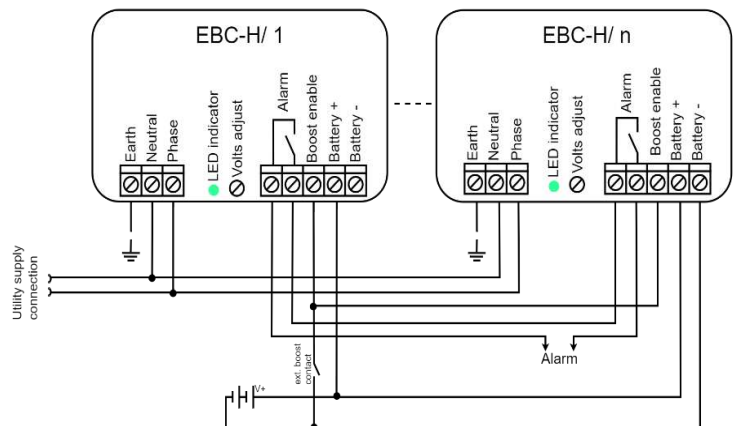 EBC-H/ 1
EBC-H/ n
Earth
Neutral
Phase
LED indicator
Volts adjust
Alarm
Boost enable
Battery +
Battery -
Earth
Neutral
Phase
LED indicator
Volts adjust
Alarm
Boost enable
Battery +
Battery -
Utility supply
connection
ext. boost
contact
Alarm
V+